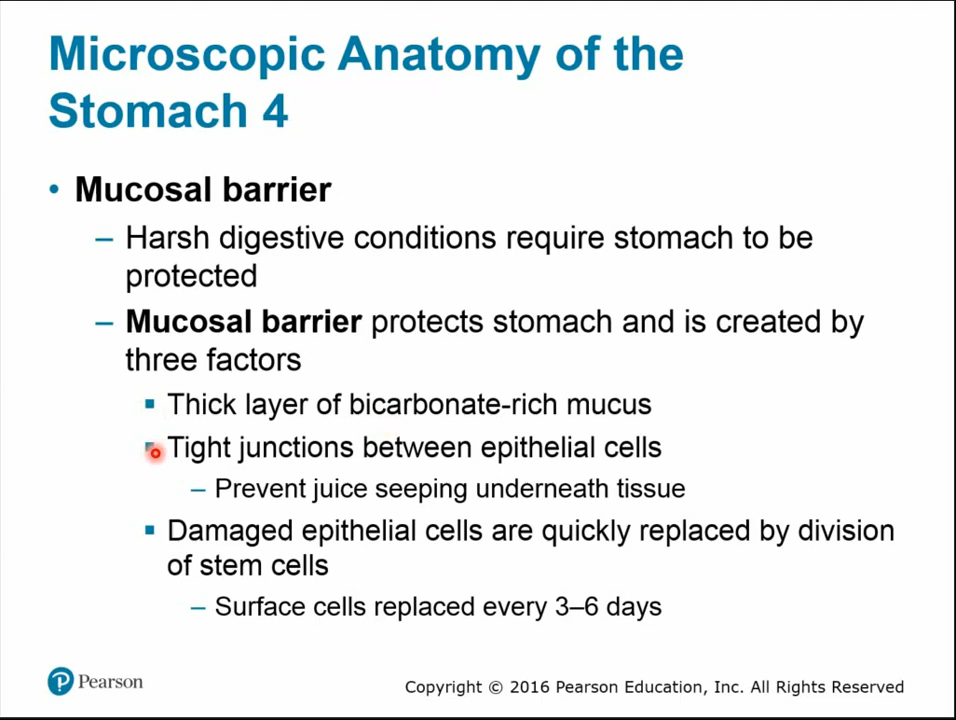 Microscopic Anatomy of the
Stomach 4
• Mucosal barrier
– Harsh digestive conditions require stomach to be
protected
– Mucosal barrier protects stomach and is created by
three factors
▪ Thick layer of bicarbonate-rich mucus
▪ Tight junctions between epithelial cells
– Prevent juice seeping underneath tissue
▪ Damaged epithelial cells are quickly replaced by division
of stem cells
– Surface cells replaced every 3–6 days
P Pearson
Copyright © 2016 Pearson Education, Inc. All Rights Reserved